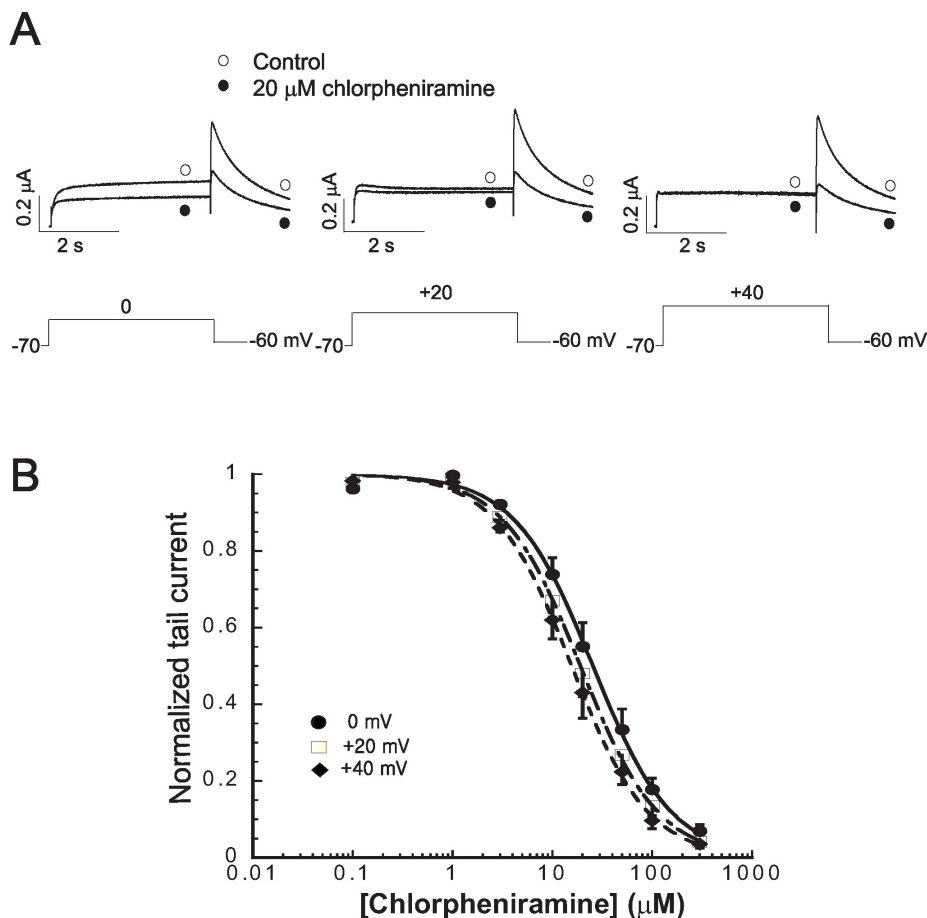 A
Control
20 μM chlorpheniramine
0.2 μA
2 s
0.2 μA
2 s
0.2 μA
2 s
0
-70
-60 mV
+20
-70
-60 mV
+40
-70
-60 mV
B
Normalized tail current
1
0.8
0.6
0.4
0.2
0
0 mV
+20 mV
+40 mV
0.01
0.1
1
10
100
1000
[Chlorpheniramine] (μM)